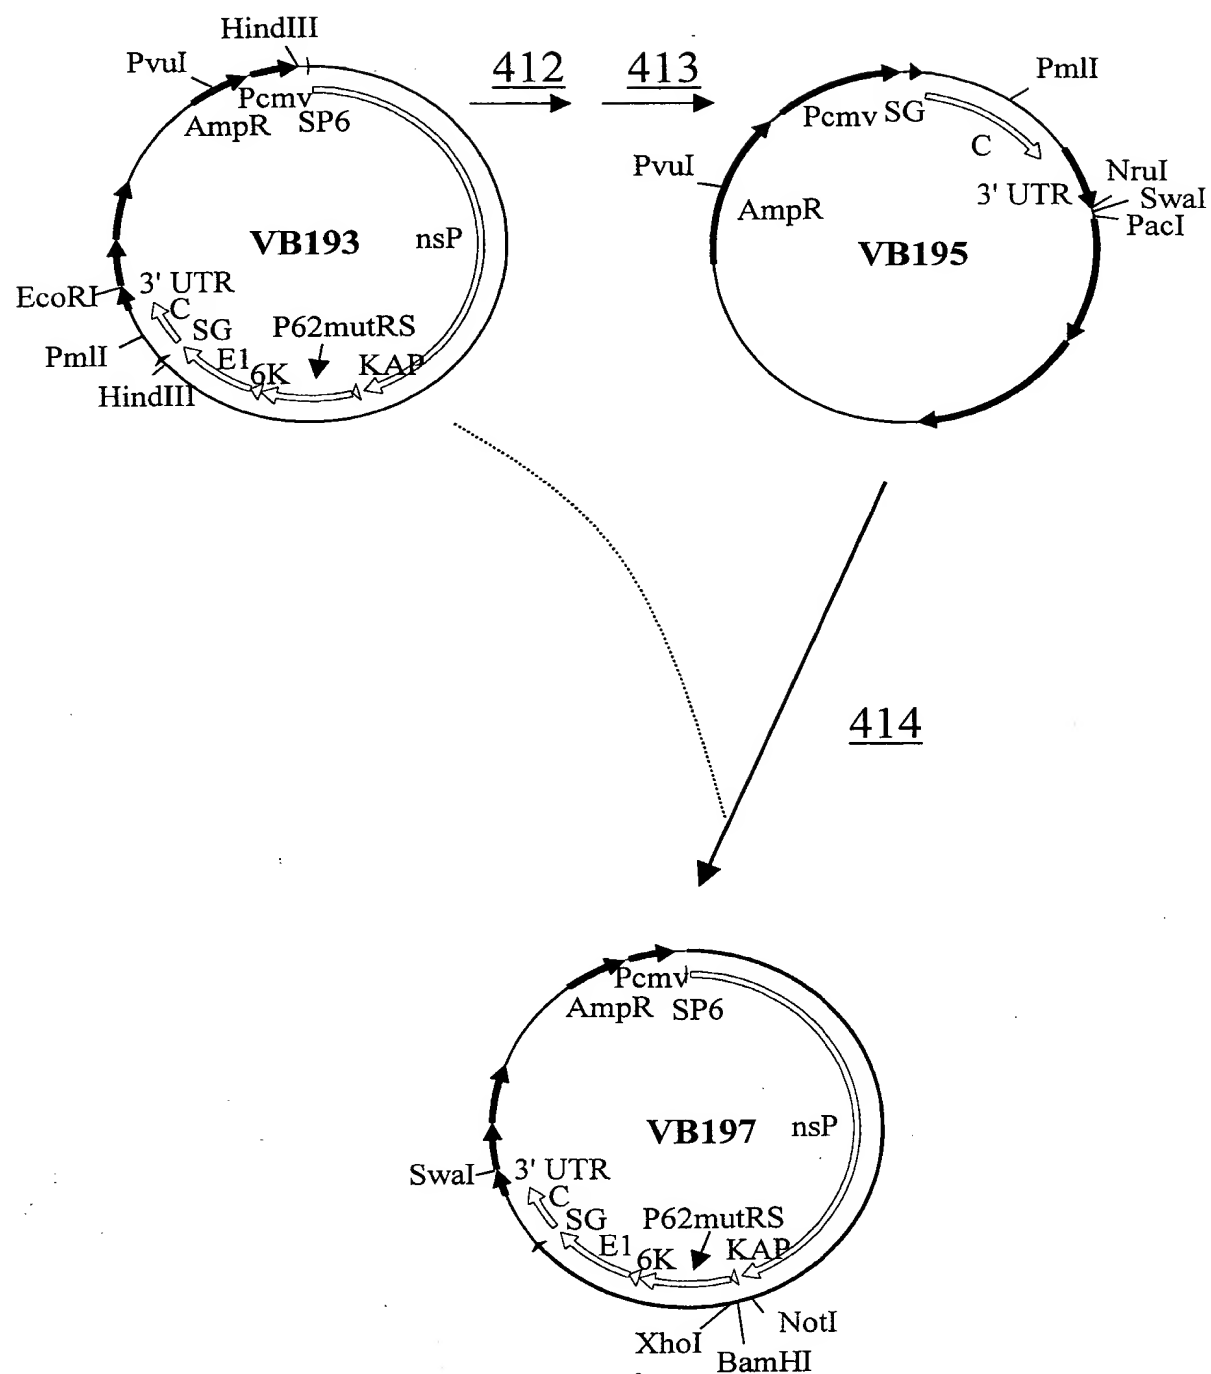 HindIII
PvuI
Pcmv
AmpR SP6
VB193
nsP
3' UTR
EcoRI
C
SG
P62mutRS
PmlI
E1
6K
KAP
HindIII
412
413
PmlI
Pcmv SG
C
PvuI
NruI
3' UTR
SwaI
AmpR
PacI
VB195
414
Pcmv
AmpR SP6
VB197
nsP
SwaI
3' UTR
C
SG
P62mutRS
E1
6K
KAP
NotI
XhoI
BamHI